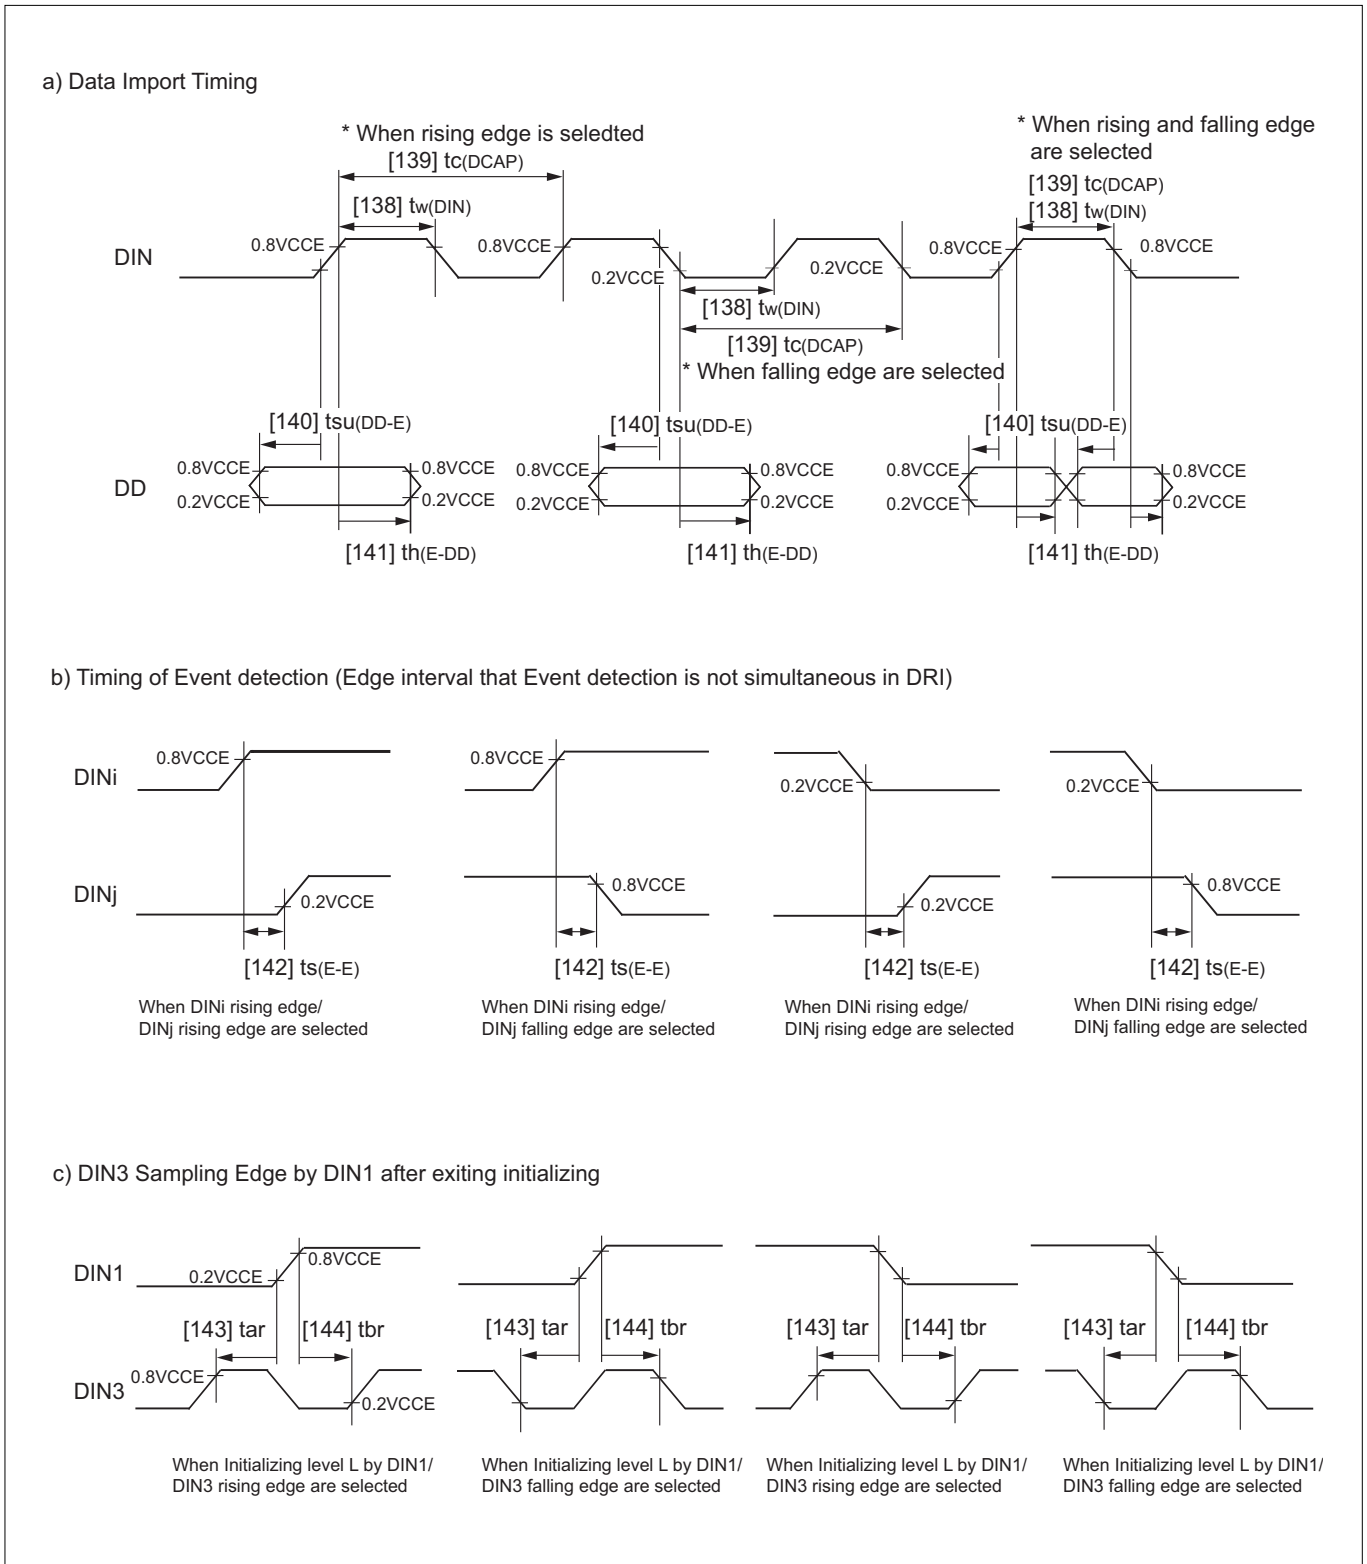 a) Data Import Timing
* When rising edge is seledted
[139] tc(DCAP)
[138] tw(DIN)
* When rising and falling edge
are selected
[139] tc(DCAP)
[138] tw(DIN)
DIN
0.8VCCE
0.8VCCE
0.2VCCE
0.2VCCE
0.8VCCE
0.8VCCE
[138] tw(DIN)
[139] tc(DCAP)
* When falling edge are selected
[140] tsu(DD-E)
[140] tsu(DD-E)
[140] tsu(DD-E)
DD
0.8VCCE
0.2VCCE
0.8VCCE
0.2VCCE
0.8VCCE
0.2VCCE
0.8VCCE
0.2VCCE
0.8VCCE
0.2VCCE
0.8VCCE
0.2VCCE
[141] th(E-DD)
[141] th(E-DD)
[141] th(E-DD)
b) Timing of Event detection (Edge interval that Event detection is not simultaneous in DRI)
DINi
0.8VCCE
0.8VCCE
0.2VCCE
0.2VCCE
DINj
0.2VCCE
0.8VCCE
0.2VCCE
0.8VCCE
[142] ts(E-E)
[142] ts(E-E)
[142] ts(E-E)
[142] ts(E-E)
When DINi rising edge/
DINj rising edge are selected
When DINi rising edge/
DINj falling edge are selected
When DINi rising edge/
DINj rising edge are selected
When DINi rising edge/
DINj falling edge are selected
c) DIN3 Sampling Edge by DIN1 after exiting initializing
DIN1
0.2VCCE
0.8VCCE
[143] tar
[144] tbr
[143] tar
[144] tbr
[143] tar
[144] tbr
[143] tar
[144] tbr
DIN3
0.8VCCE
0.2VCCE
When Initializing level L by DIN1/
DIN3 rising edge are selected
When Initializing level L by DIN1/
DIN3 falling edge are selected
When Initializing level L by DIN1/
DIN3 rising edge are selected
When Initializing level L by DIN1/
DIN3 falling edge are selected